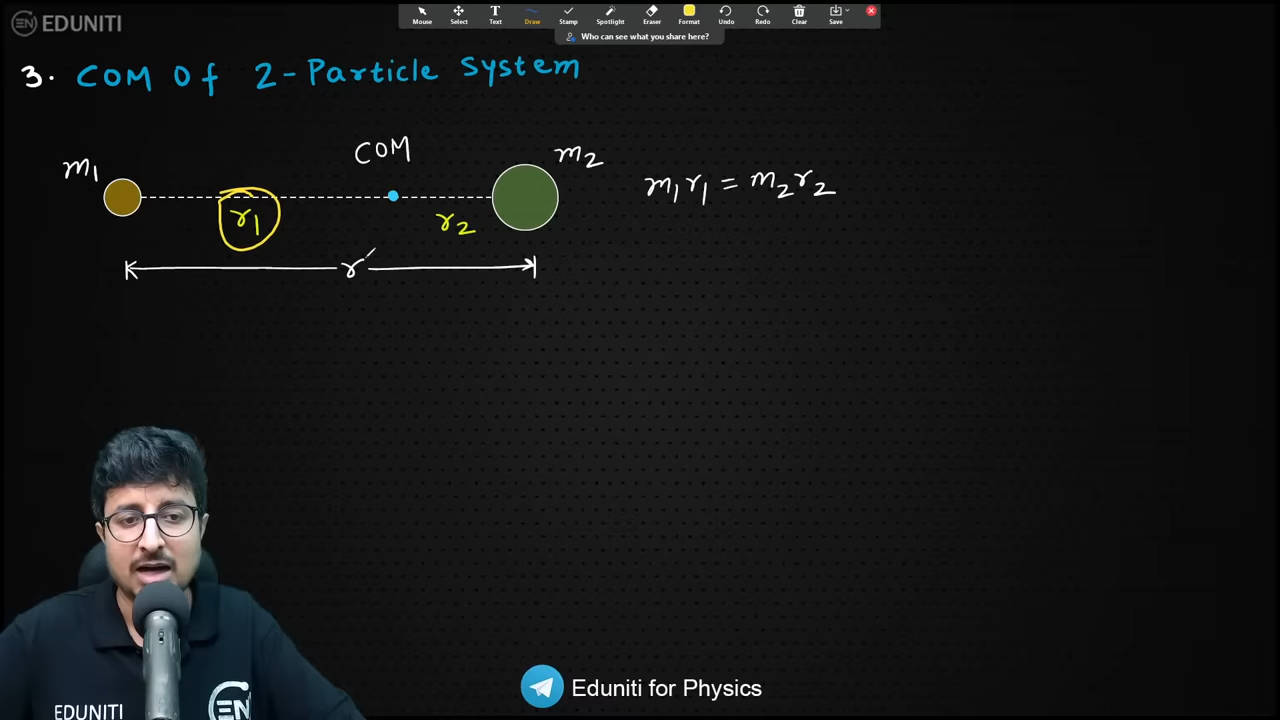 EDUNITI
Mouse Select Text Draw Stamp Spotlight Eraser Format Undo Redo Clear Save
Who can see what you share here?
3. COM Of 2-Particle System
COM
m₁
m₂
m₁r₁ = m₂r₂
r₁
r₂
r
EDUNITI
EN
Eduniti for Physics